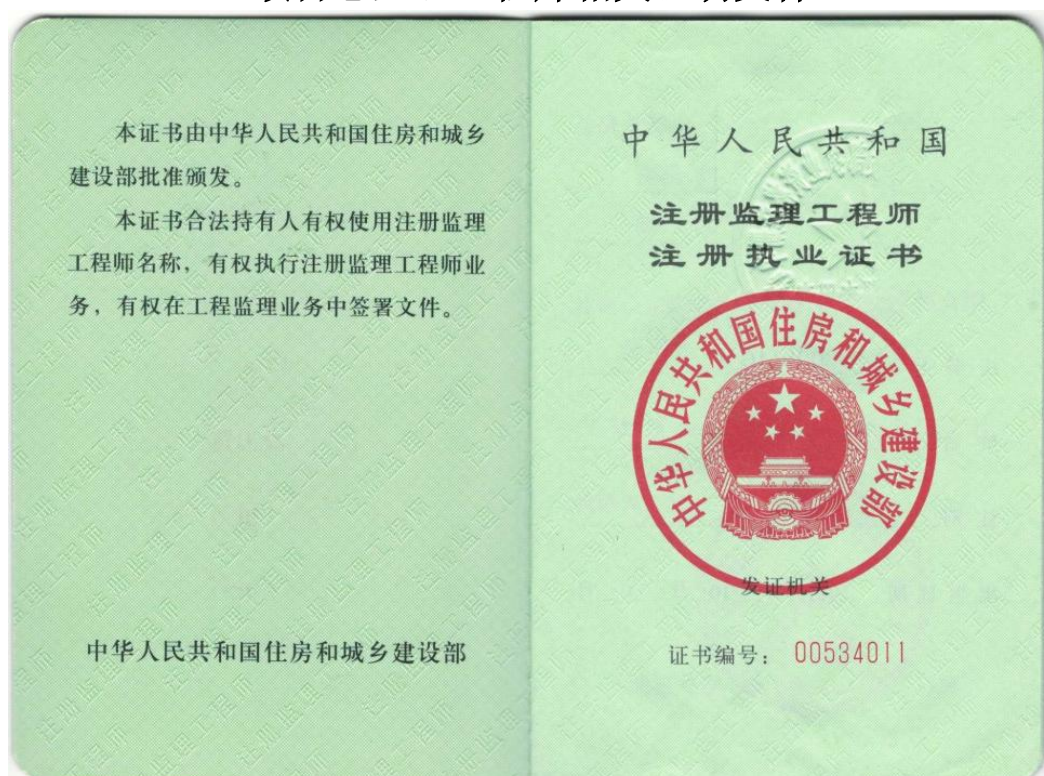 本证书由中华人民共和国住房和城乡
建设部批准颁发。
本证书合法持有人有权使用注册监理
工程师名称，有权执行注册监理工程师业
务，有权在工程监理业务中签署文件。
中华人民共和国住房和城乡建设部
中华人民共和国
注册监理工程师
注册执业证书
中华人民共和国住房和城乡建设部
发证机关
证书编号：00534011